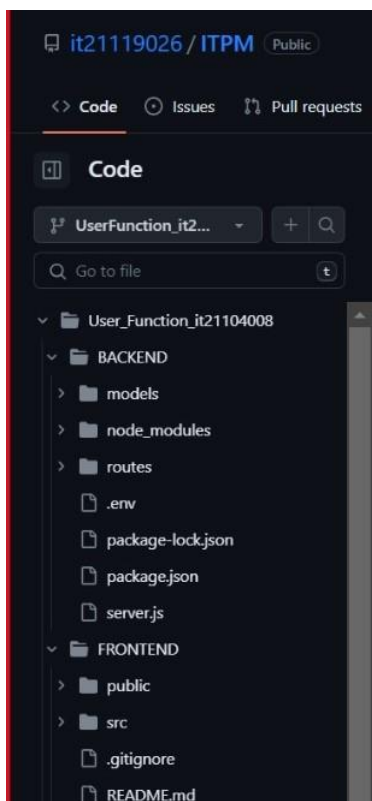 it21119026 / ITPM Public
<> Code Issues Pull requests
Code
UserFunction_it2...
Go to file t
User_Function_it21104008
BACKEND
models
node_modules
routes
.env
package-lock.json
package.json
server.js
FRONTEND
public
src
.gitignore
README.md